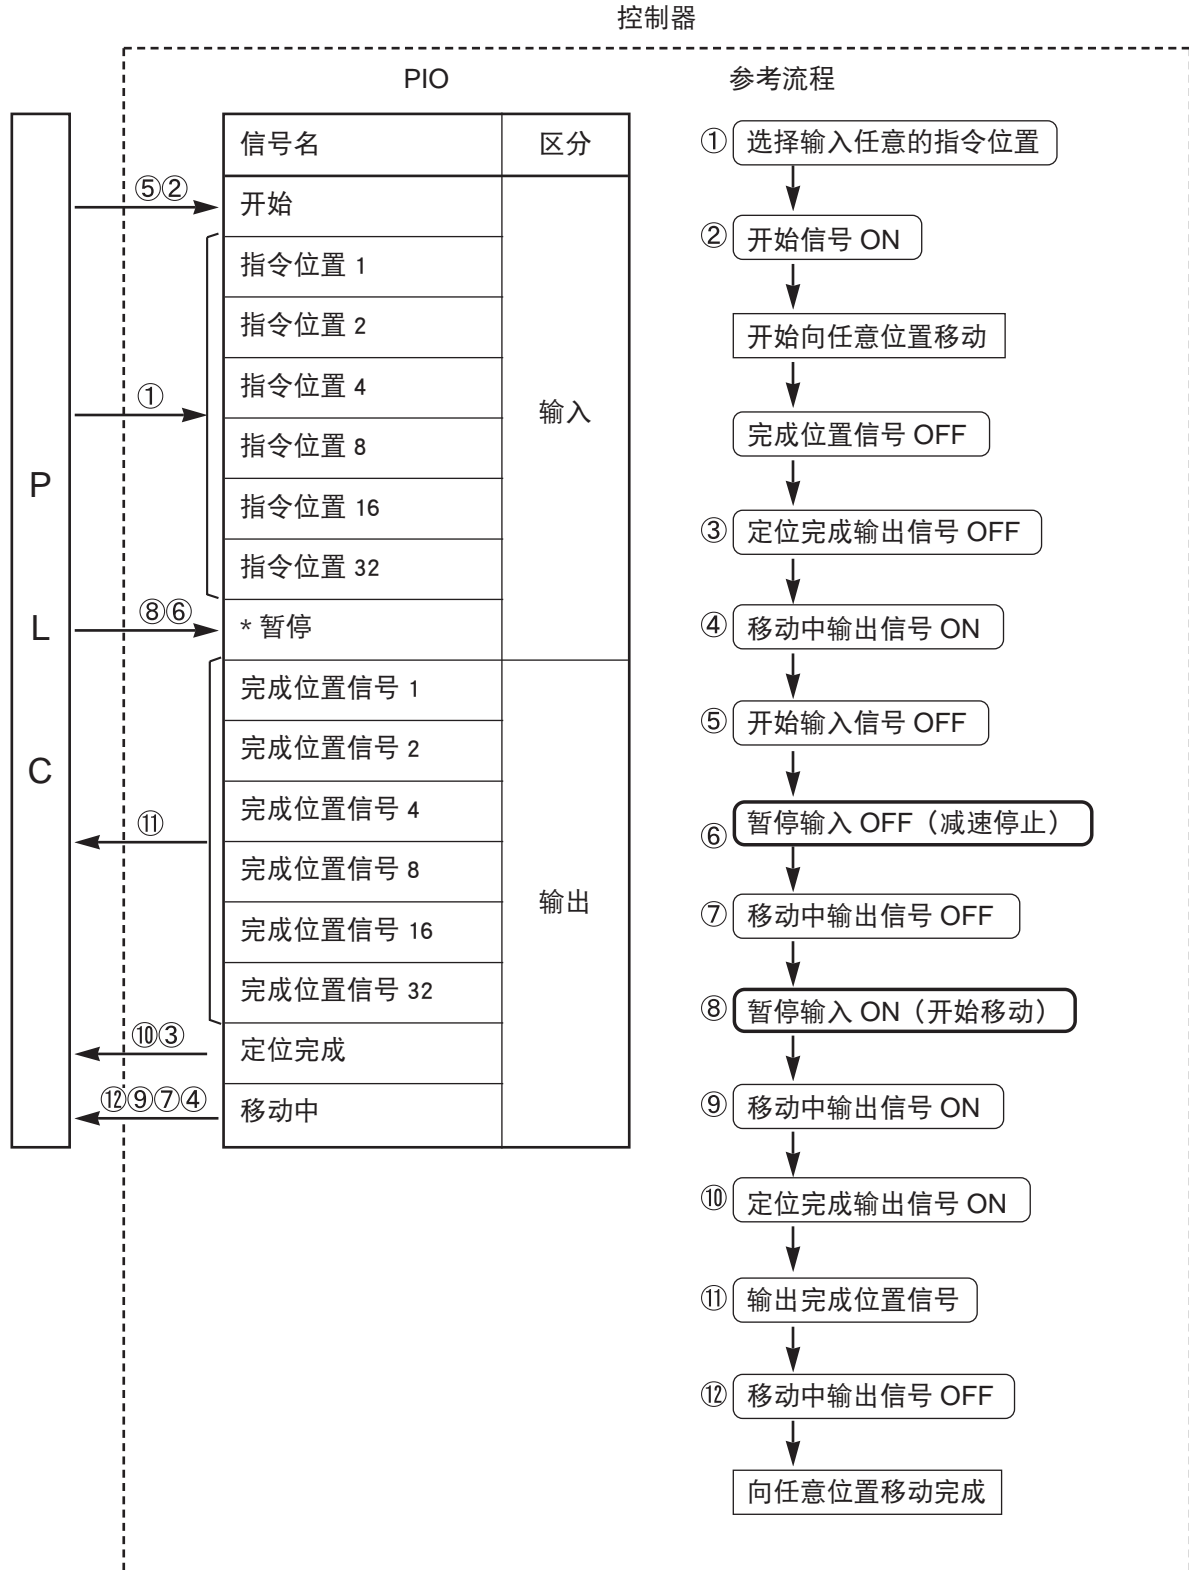 控制器
PIO
参考流程
P
L
C
信号名 区分
⑤② 开始
指令位置 1
指令位置 2
① 指令位置 4
输入
指令位置 8
指令位置 16
指令位置 32
⑧⑥ * 暂停
完成位置信号 1
完成位置信号 2
⑪ 完成位置信号 4
完成位置信号 8
输出
完成位置信号 16
完成位置信号 32
⑩③ 定位完成
⑫⑨⑦④ 移动中
① 选择输入任意的指令位置
② 开始信号 ON
开始向任意位置移动
完成位置信号 OFF
③ 定位完成输出信号 OFF
④ 移动中输出信号 ON
⑤ 开始输入信号 OFF
⑥ 暂停输入 OFF（减速停止）
⑦ 移动中输出信号 OFF
⑧ 暂停输入 ON（开始移动）
⑨ 移动中输出信号 ON
⑩ 定位完成输出信号 ON
⑪ 输出完成位置信号
⑫ 移动中输出信号 OFF
向任意位置移动完成